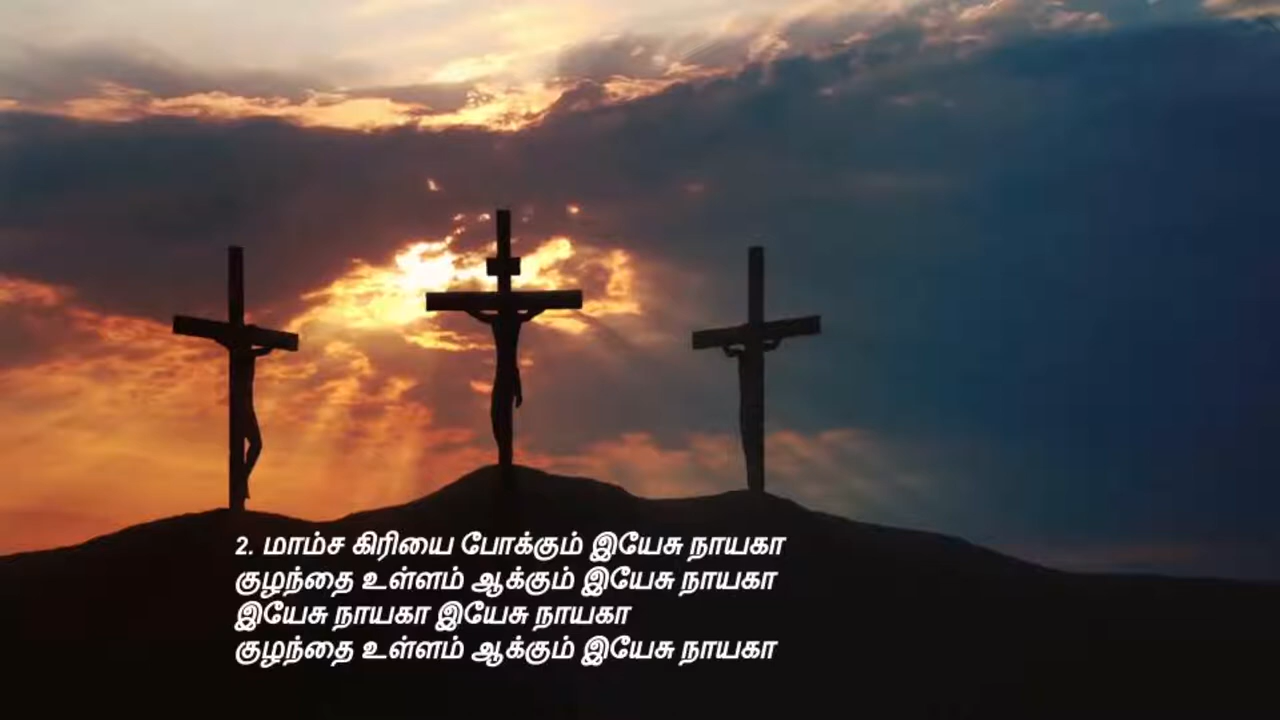 2. மாம்ச கிரியை போக்கும் இயேசு நாயகா
குழந்தை உள்ளம் ஆக்கும் இயேசு நாயகா
இயேசு நாயகா இயேசு நாயகா
குழந்தை உள்ளம் ஆக்கும் இயேசு நாயகா